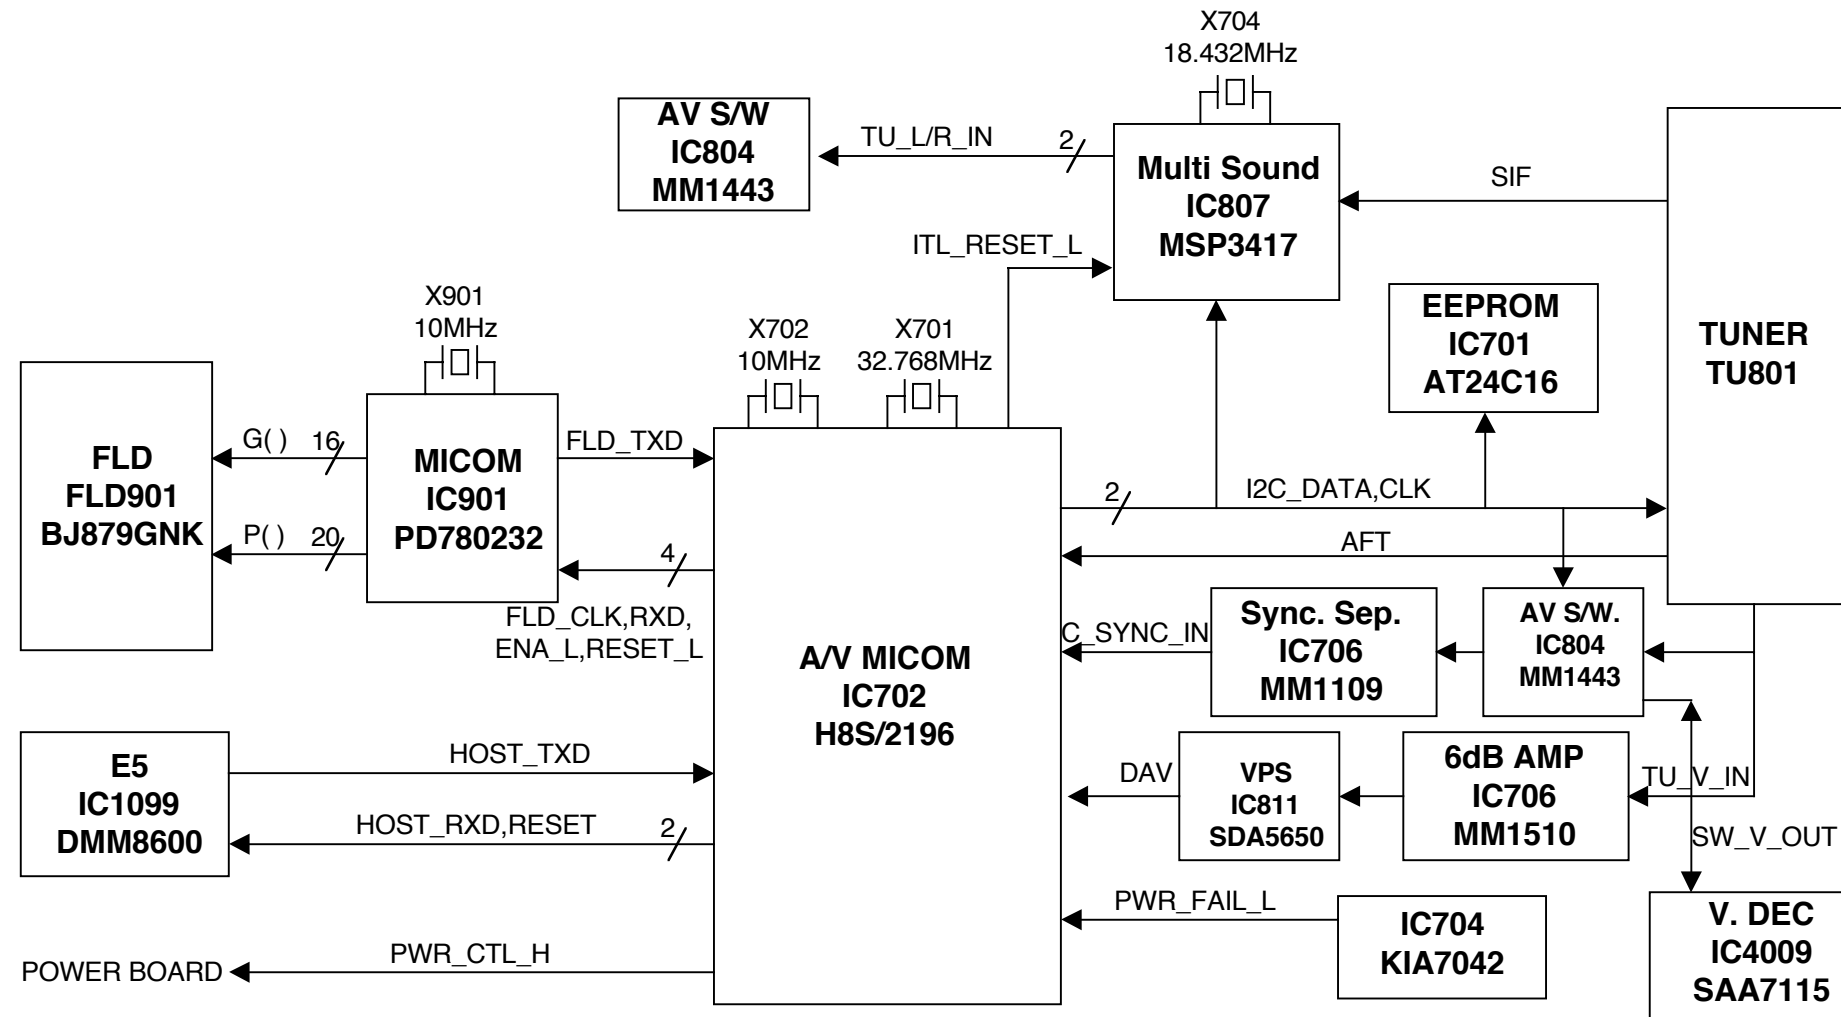 X704
18.432MHz
AV S/W
IC804
MM1443
TU_L/R_IN
2
Multi Sound
IC807
MSP3417
SIF
TUNER
TU801
ITL_RESET_L
EEPROM
IC701
AT24C16
X901
10MHz
X702
10MHz
X701
32.768MHz
FLD
FLD901
BJ879GNK
G( )
16
P( )
20
MICOM
IC901
PD780232
FLD_TXD
4
FLD_CLK,RXD,
ENA_L,RESET_L
A/V MICOM
IC702
H8S/2196
2
I2C_DATA,CLK
AFT
C_SYNC_IN
Sync. Sep.
IC706
MM1109
AV S/W.
IC804
MM1443
E5
IC1099
DMM8600
HOST_TXD
HOST_RXD,RESET
2
DAV
VPS
IC811
SDA5650
6dB AMP
IC706
MM1510
TU_V_IN
SW_V_OUT
PWR_FAIL_L
IC704
KIA7042
V. DEC
IC4009
SAA7115
POWER BOARD
PWR_CTL_H